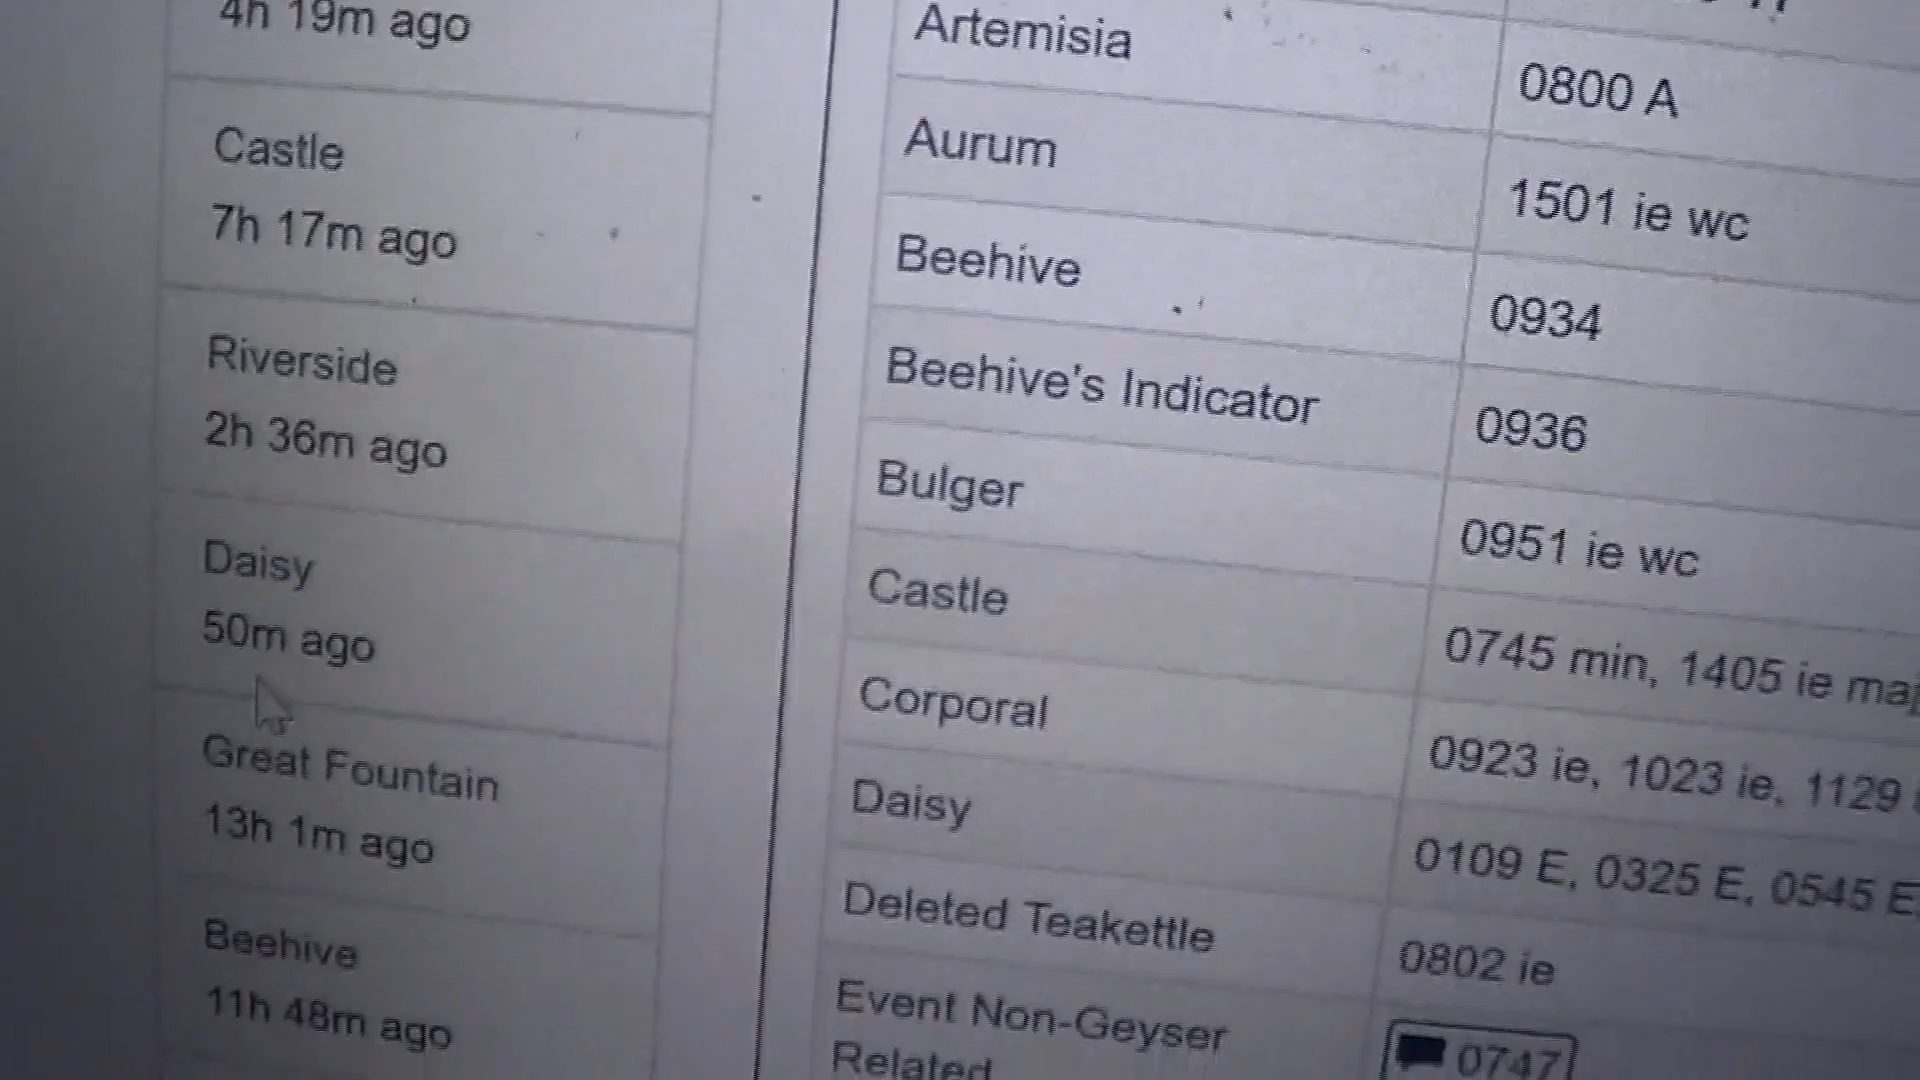 4h 19m ago
Castle
7h 17m ago
Riverside
2h 36m ago
Daisy
50m ago
Great Fountain
13h 1m ago
Beehive
11h 48m ago
Artemisia
0800 A
Aurum
1501 ie wc
Beehive
0934
Beehive's Indicator
0936
Bulger
0951 ie wc
Castle
0745 min, 1405 ie maj
Corporal
0923 ie, 1023 ie, 1129
Daisy
0109 E, 0325 E, 0545 E,
Deleted Teakettle
0802 ie
Event Non-Geyser
Related
0747